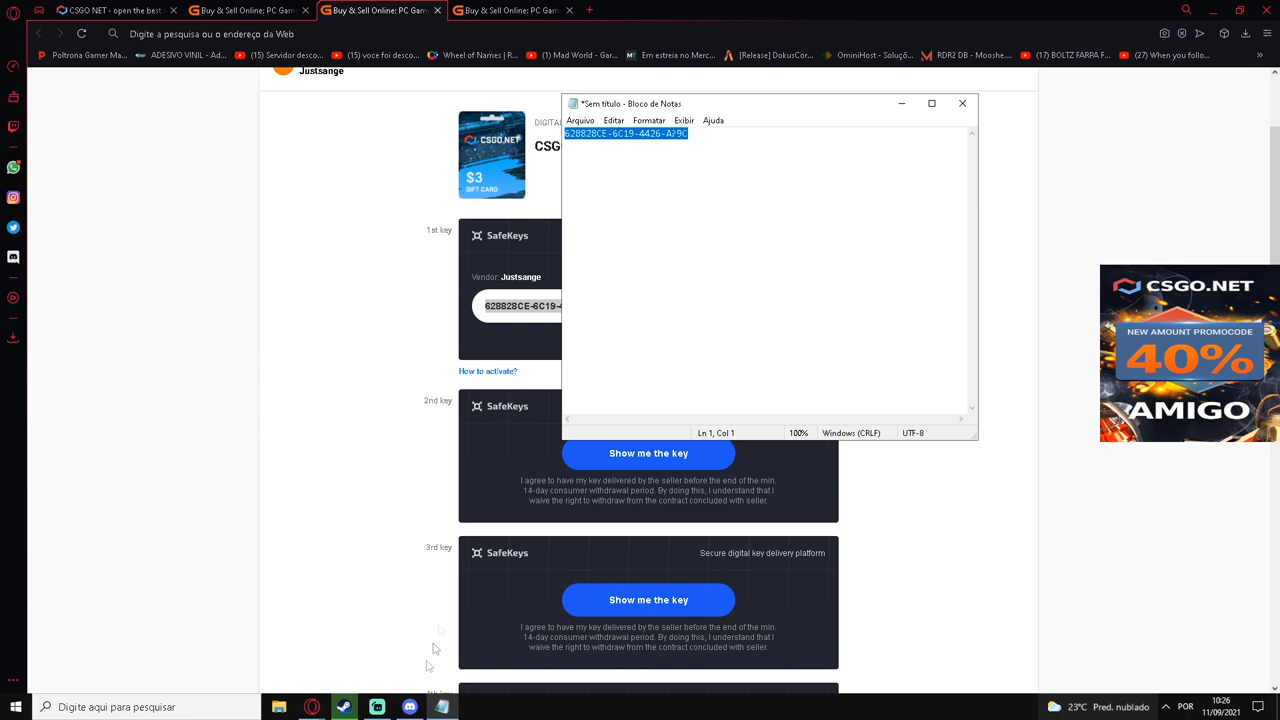 CSGO NET - open the best
Buy & Sell Online: PC Gam
Buy & Sell Online: PC Gam
Buy & Sell Online: PC Gam
Digite a pesquisa ou o endereço da Web
Poltrona Gamer Ma...
ADESIVO VINIL - Ad...
(15) Servidor desco...
(15) voce foi desco...
Wheel of Names | R...
(1) Mad World - Gar...
Em estreia no Merc...
[Release] DokusCor...
OminiHost - Soluçõ...
RDR2 DB - Mooshe...
(17) BOLTZ FARPA F...
(27) When you follo...
Justsange
*Sem título - Bloco de Notas
Arquivo Editar Formatar Exibir Ajuda
628828CE-6C19-4426-A?9C
Ln 1, Col 1
100%
Windows (CRLF)
UTF-8
DIGITAL
CSGO
CSGO.NET
$3
GIFT CARD
1st key
SafeKeys
Vendor: Justsange
628828CE-6C19-4
How to activate?
2nd key
SafeKeys
Show me the key
I agree to have my key delivered by the seller before the end of the min.
14-day consumer withdrawal period. By doing this, I understand that I
waive the right to withdraw from the contract concluded with seller.
3rd key
SafeKeys
Secure digital key delivery platform
Show me the key
I agree to have my key delivered by the seller before the end of the min.
14-day consumer withdrawal period. By doing this, I understand that I
waive the right to withdraw from the contract concluded with seller.
CSGO.NET
NEW AMOUNT PROMOCODE
40%
AMIGO
Digite aqui para pesquisar
23°C Pred. nublado
POR
10:26
11/09/2021